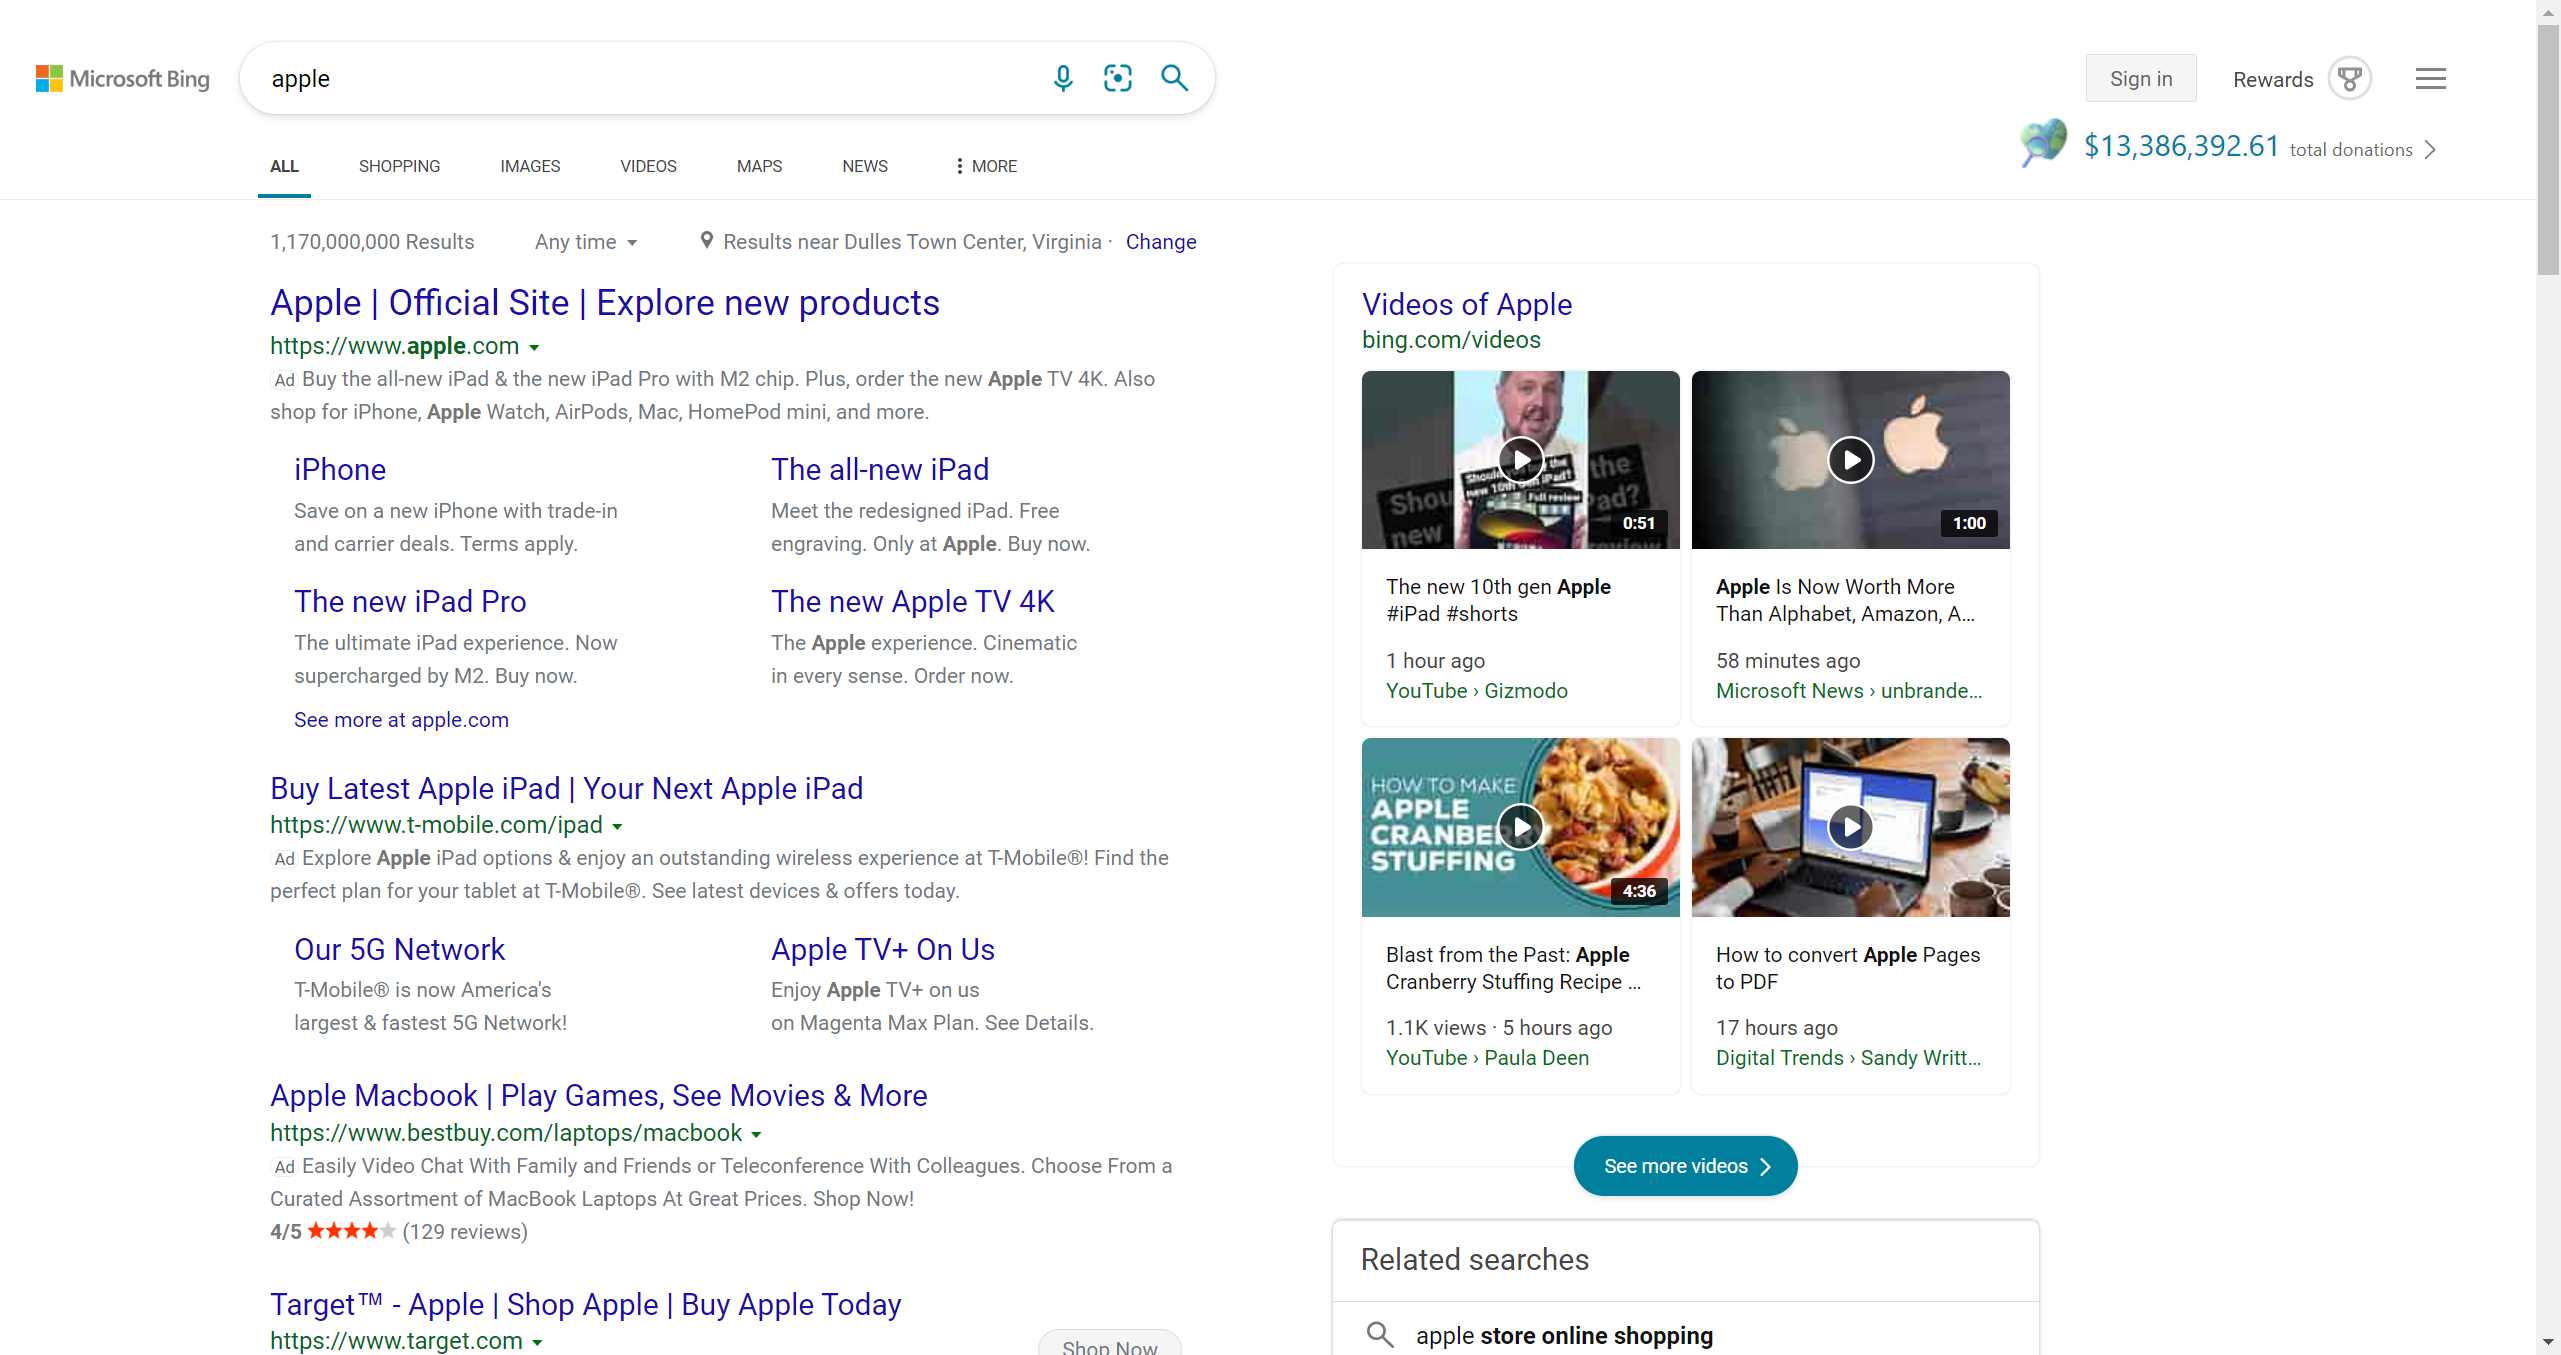 Microsoft Bing
apple
Sign in
Rewards
$13,386,392.61 total donations
ALL
SHOPPING
IMAGES
VIDEOS
MAPS
NEWS
MORE
1,170,000,000 Results
Any time
Results near Dulles Town Center, Virginia · Change
Apple | Official Site | Explore new products
https://www.apple.com
Ad Buy the all-new iPad & the new iPad Pro with M2 chip. Plus, order the new Apple TV 4K. Also
shop for iPhone, Apple Watch, AirPods, Mac, HomePod mini, and more.
iPhone
Save on a new iPhone with trade-in
and carrier deals. Terms apply.
The all-new iPad
Meet the redesigned iPad. Free
engraving. Only at Apple. Buy now.
The new iPad Pro
The ultimate iPad experience. Now
supercharged by M2. Buy now.
The new Apple TV 4K
The Apple experience. Cinematic
in every sense. Order now.
See more at apple.com
Buy Latest Apple iPad | Your Next Apple iPad
https://www.t-mobile.com/ipad
Ad Explore Apple iPad options & enjoy an outstanding wireless experience at T-Mobile®! Find the
perfect plan for your tablet at T-Mobile®. See latest devices & offers today.
Our 5G Network
T-Mobile® is now America's
largest & fastest 5G Network!
Apple TV+ On Us
Enjoy Apple TV+ on us
on Magenta Max Plan. See Details.
Apple Macbook | Play Games, See Movies & More
https://www.bestbuy.com/laptops/macbook
Ad Easily Video Chat With Family and Friends or Teleconference With Colleagues. Choose From a
Curated Assortment of MacBook Laptops At Great Prices. Shop Now!
4/5 (129 reviews)
Target™ - Apple | Shop Apple | Buy Apple Today
https://www.target.com
Shop Now
Videos of Apple
bing.com/videos
0:51
The new 10th gen Apple
#iPad #shorts
1 hour ago
YouTube › Gizmodo
1:00
Apple Is Now Worth More
Than Alphabet, Amazon, A...
58 minutes ago
Microsoft News › unbrande...
HOW TO MAKE
APPLE
STUFFING
4:36
Blast from the Past: Apple
Cranberry Stuffing Recipe ...
1.1K views · 5 hours ago
YouTube › Paula Deen
How to convert Apple Pages
to PDF
17 hours ago
Digital Trends › Sandy Writt...
See more videos
Related searches
apple store online shopping